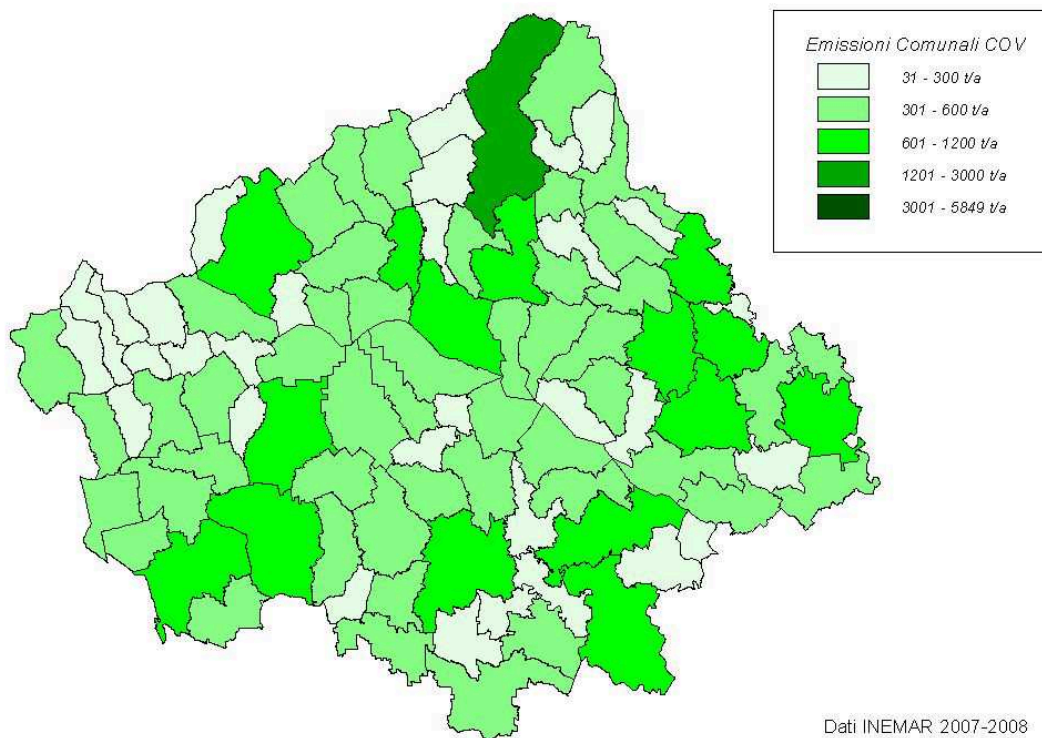 Emissioni Comunali COV
31 - 300 t/a
301 - 600 t/a
601 - 1200 t/a
1201 - 3000 t/a
3001 - 5849 t/a
Dati INEMAR 2007-2008